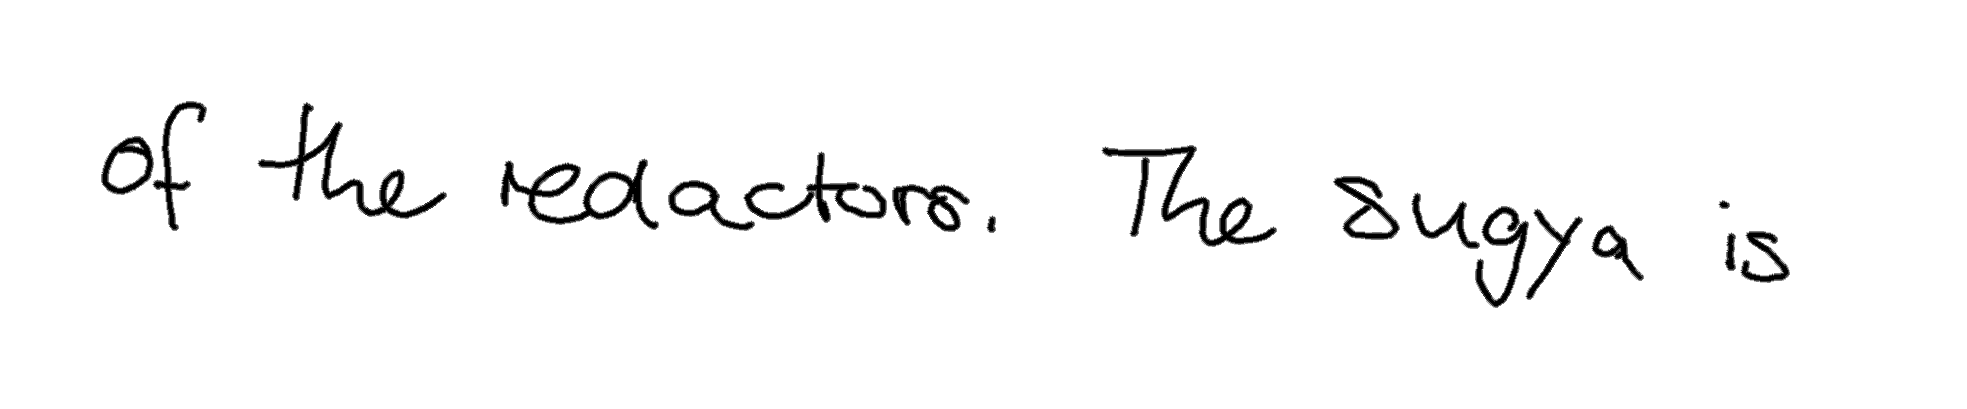 of the redactors. The sugya is